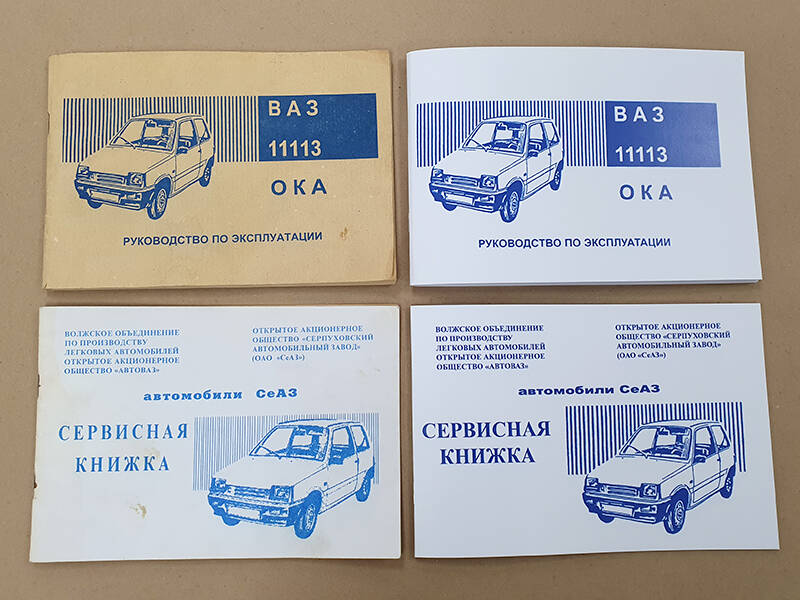 ВАЗ
11113
ОКА
РУКОВОДСТВО ПО ЭКСПЛУАТАЦИИ
ВАЗ
11113
ОКА
РУКОВОДСТВО ПО ЭКСПЛУАТАЦИИ
ВОЛЖСКОЕ ОБЪЕДИНЕНИЕ
ПО ПРОИЗВОДСТВУ
ЛЕГКОВЫХ АВТОМОБИЛЕЙ
ОТКРЫТОЕ АКЦИОНЕРНОЕ
ОБЩЕСТВО «АВТОВАЗ»
ОТКРЫТОЕ АКЦИОНЕРНОЕ
ОБЩЕСТВО «СЕРПУХОВСКИЙ
АВТОМОБИЛЬНЫЙ ЗАВОД»
(ОАО «СеАЗ»)
автомобили СеАЗ
СЕРВИСНАЯ
КНИЖКА
ВОЛЖСКОЕ ОБЪЕДИНЕНИЕ
ПО ПРОИЗВОДСТВУ
ЛЕГКОВЫХ АВТОМОБИЛЕЙ
ОТКРЫТОЕ АКЦИОНЕРНОЕ
ОБЩЕСТВО «АВТОВАЗ»
ОТКРЫТОЕ АКЦИОНЕРНОЕ
ОБЩЕСТВО «СЕРПУХОВСКИЙ
АВТОМОБИЛЬНЫЙ ЗАВОД»
(ОАО «СеАЗ»)
автомобили СеАЗ
СЕРВИСНАЯ
КНИЖКА